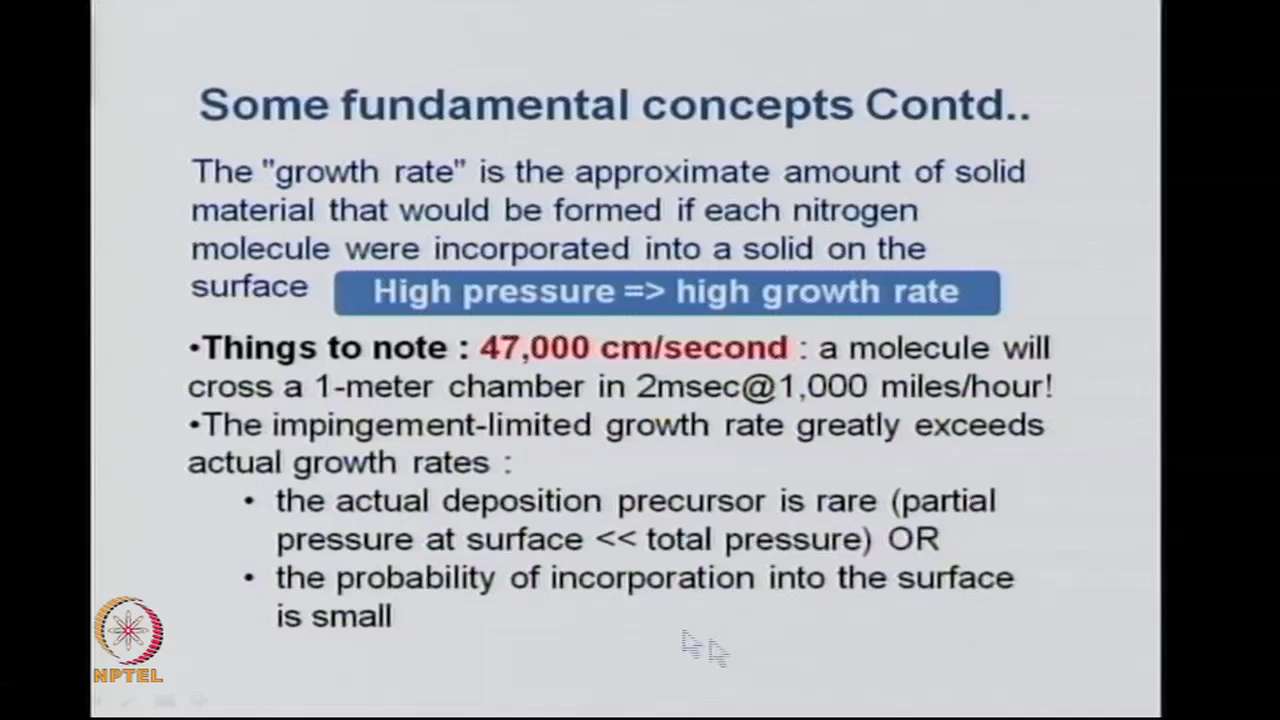 Some fundamental concepts Contd..
The "growth rate" is the approximate amount of solid
material that would be formed if each nitrogen
molecule were incorporated into a solid on the
surface
High pressure => high growth rate
•Things to note : 47,000 cm/second : a molecule will
cross a 1-meter chamber in 2msec@1,000 miles/hour!
•The impingement-limited growth rate greatly exceeds
actual growth rates :
• the actual deposition precursor is rare (partial
pressure at surface << total pressure) OR
• the probability of incorporation into the surface
is small
NPTEL